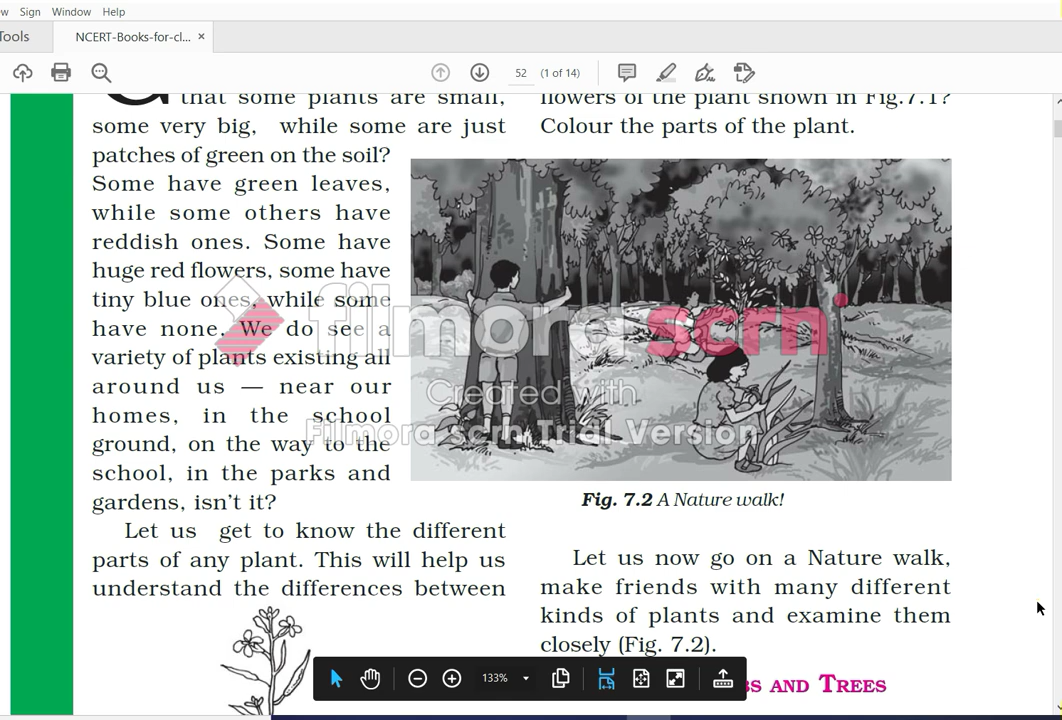 Sign Window Help
Tools
NCERT-Books-for-cl... ×
52 (1 of 14)
that some plants are small,
some very big, while some are just
patches of green on the soil?
Some have green leaves,
while some others have
reddish ones. Some have
huge red flowers, some have
tiny blue ones, while some
have none. We do see a
variety of plants existing all
around us — near our
homes, in the school
ground, on the way to the
school, in the parks and
gardens, isn't it?
Let us get to know the different
parts of any plant. This will help us
understand the differences between
flowers of the plant shown in Fig.7.1?
Colour the parts of the plant.
filmora scrn
Created with
Filmora scrn Trial Version
Fig. 7.2 A Nature walk!
Let us now go on a Nature walk,
make friends with many different
kinds of plants and examine them
closely (Fig. 7.2).
AND TREES
133%